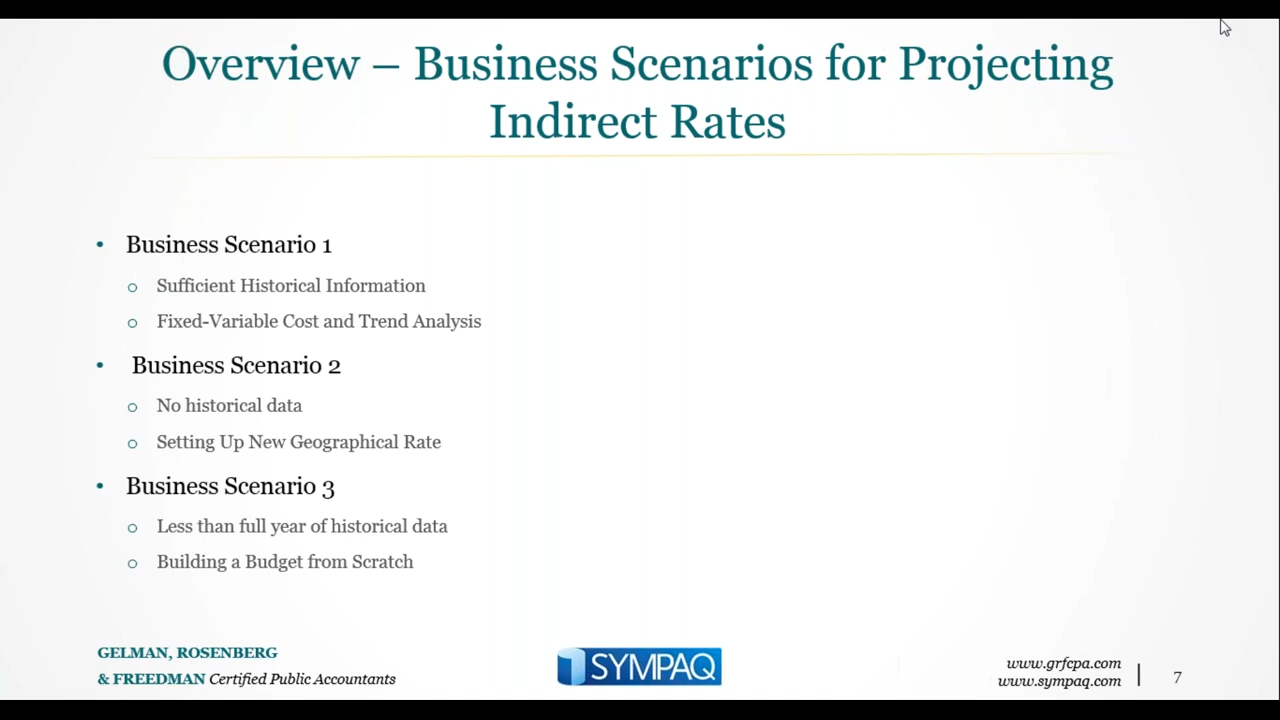 Overview – Business Scenarios for Projecting
Indirect Rates
• Business Scenario 1
o Sufficient Historical Information
o Fixed-Variable Cost and Trend Analysis
• Business Scenario 2
o No historical data
o Setting Up New Geographical Rate
• Business Scenario 3
o Less than full year of historical data
o Building a Budget from Scratch
GELMAN, ROSENBERG
& FREEDMAN Certified Public Accountants
SYMPAQ
www.grfcpa.com
www.sympaq.com
7